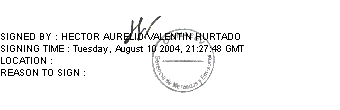 SIGNED BY : HECTOR AURELIO VALENTIN HURTADO
SIGNING TIME : Tuesday, August 10 2004, 21:27:48 GMT
LOCATION :
REASON TO SIGN :